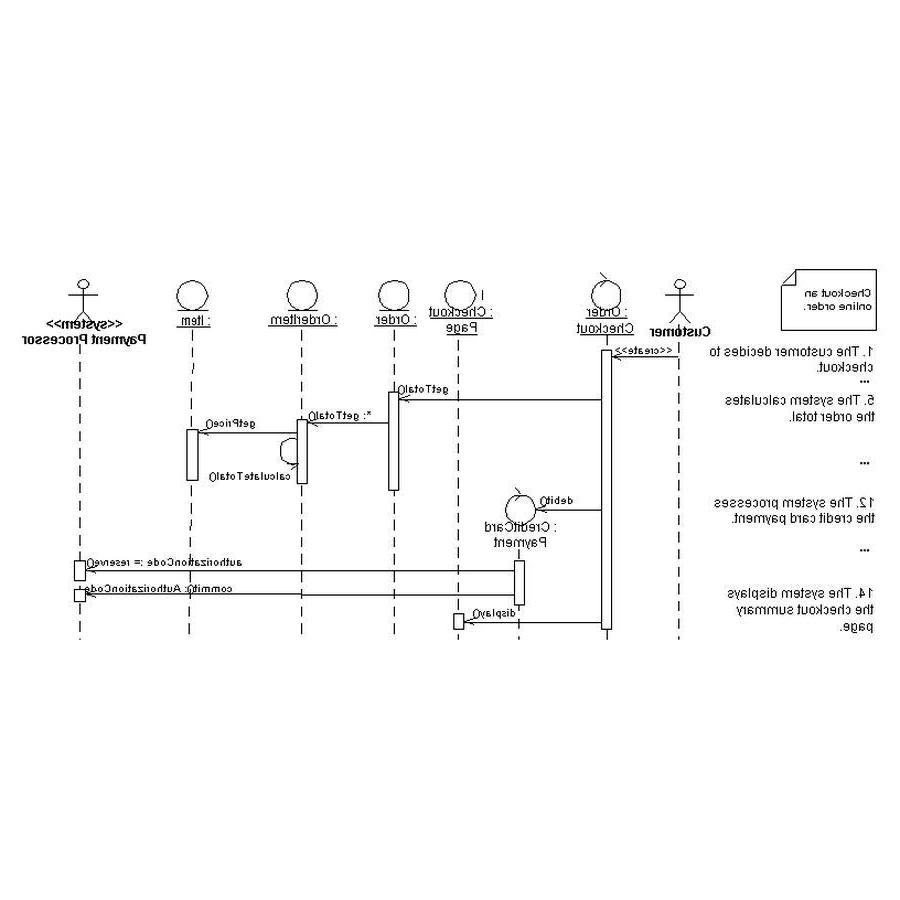 Checkout an
online order.
Customer
: Order
Checkout
: Checkout
Page
: Order
: OrderItem
: Item
<<system>>
Payment Processor
1. The customer decides to
checkout.
...
5. The system calculates
the order total.
...
12. The system processes
the credit card payment.
...
14. The system displays
the checkout summary
page.
<<create>>
getTotal()
*: getTotal()
getPrice()
calculateTotal()
debit()
: CreditCard
Payment
authorizationCode := reserve()
commit(): AuthorizationCode
display()